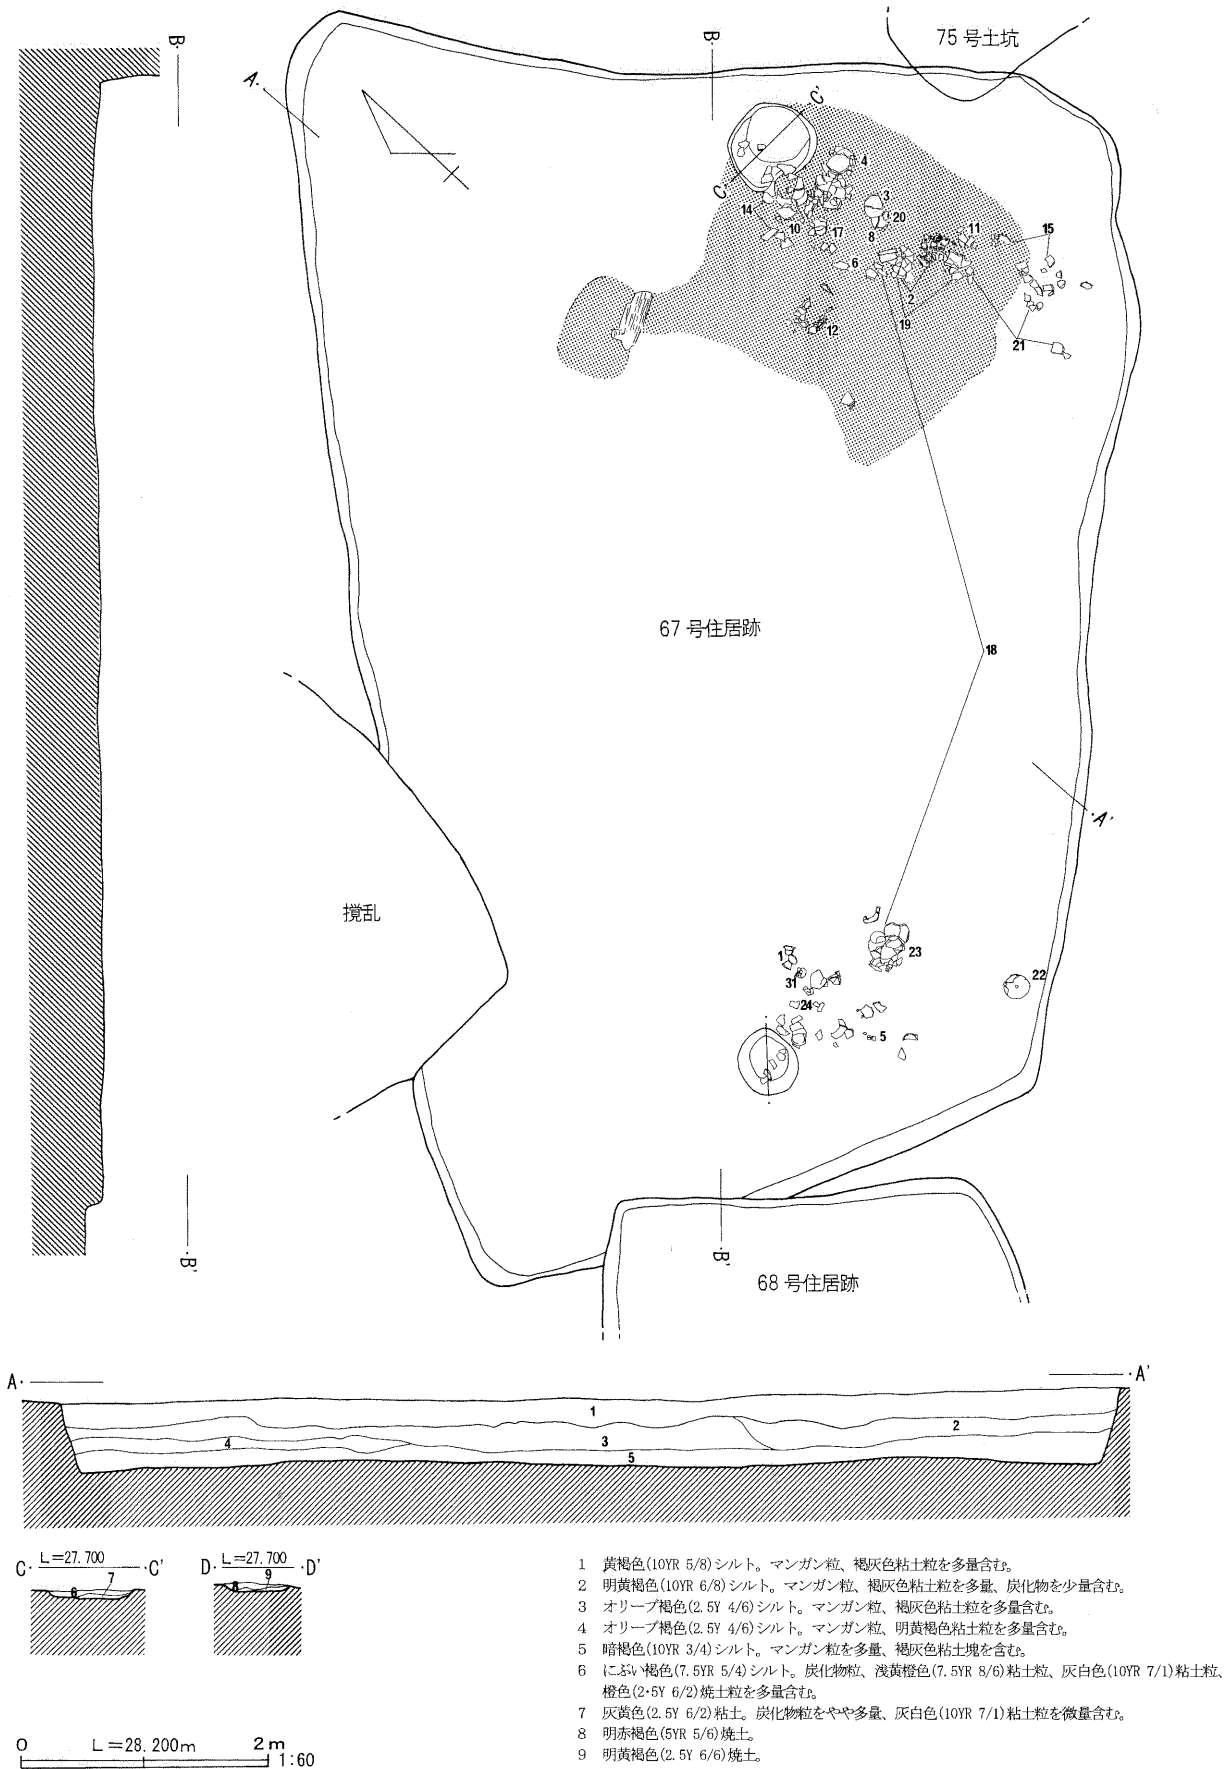 75 号土坑
B·
B·
A·
C'
C
4
3
14
20
10
17
8
11
15
6
2
12
19
21
67 号住居跡
18
·A'
撹乱
1
23
31
22
24
5
·B'
·B'
68 号住居跡
A·
·A'
1
2
4
3
5
C· L=27.700 ·C'
7
6
D· L=27.700 ·D'
9
8
1 黄褐色(10YR 5/8)シルト。マンガン粒、褐灰色粘土粒を多量含む。
2 明黄褐色(10YR 6/8)シルト。マンガン粒、褐灰色粘土粒を多量、炭化物を少量含む。
3 オリーブ褐色(2.5Y 4/6)シルト。マンガン粒、褐灰色粘土粒を多量含む。
4 オリーブ褐色(2.5Y 4/6)シルト。マンガン粒、明黄褐色粘土粒を多量含む。
5 暗褐色(10YR 3/4)シルト。マンガン粒を多量、褐灰色粘土塊を含む。
6 にぶい褐色(7.5YR 5/4)シルト。炭化物粒、浅黄橙色(7.5YR 8/6)粘土粒、灰白色(10YR 7/1)粘土粒、
橙色(2·5Y 6/2)焼土粒を多量含む。
7 灰黄色(2.5Y 6/2)粘土。炭化物粒をやや多量、灰白色(10YR 7/1)粘土粒を微量含む。
8 明赤褐色(5YR 5/6)焼土。
9 明黄褐色(2.5Y 6/6)焼土。
0 L=28.200m 2m
1:60